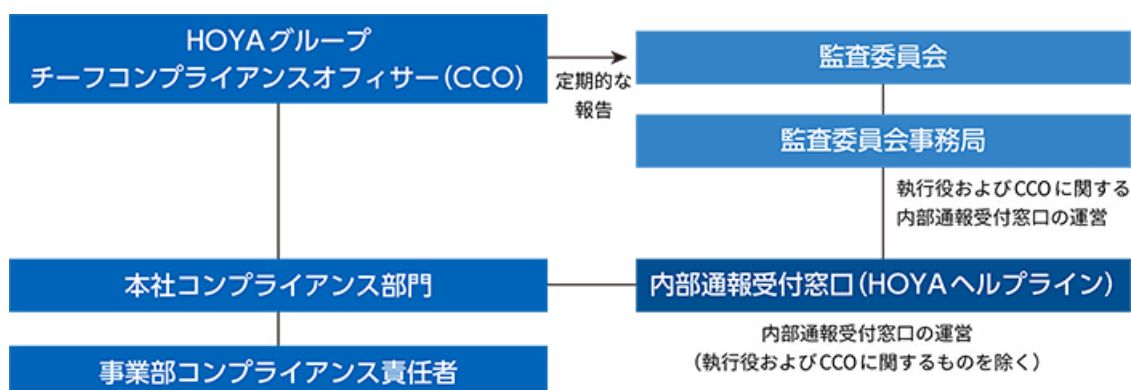 HOYAグループ
チーフコンプライアンスオフィサー(CCO)
定期的な
報告
監査委員会
監査委員会事務局
執行役およびCCOに関する
内部通報受付窓口の運営
本社コンプライアンス部門
内部通報受付窓口(HOYAヘルプライン)
内部通報受付窓口の運営
(執行役およびCCOに関するものを除く)
事業部コンプライアンス責任者